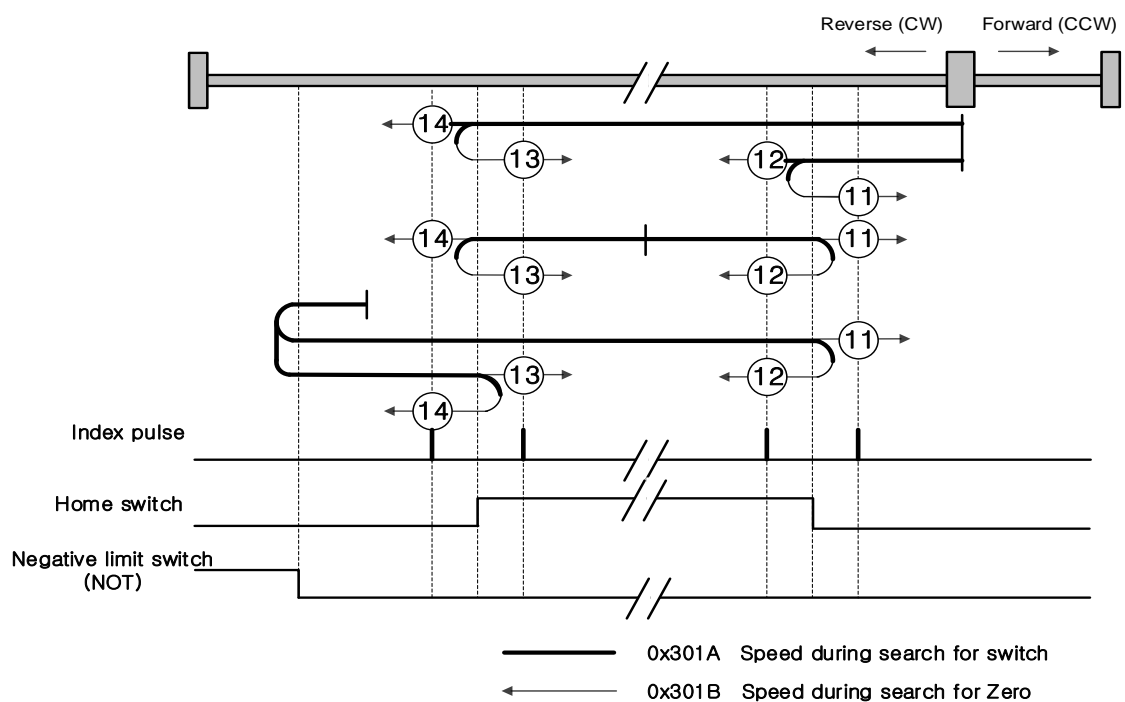 Reverse (CW) Forward (CCW)
14
13 12
11
14 11
13 12
11
13 12
14
Index pulse
Home switch
Negative limit switch
(NOT)
0x301A Speed during search for switch
0x301B Speed during search for Zero